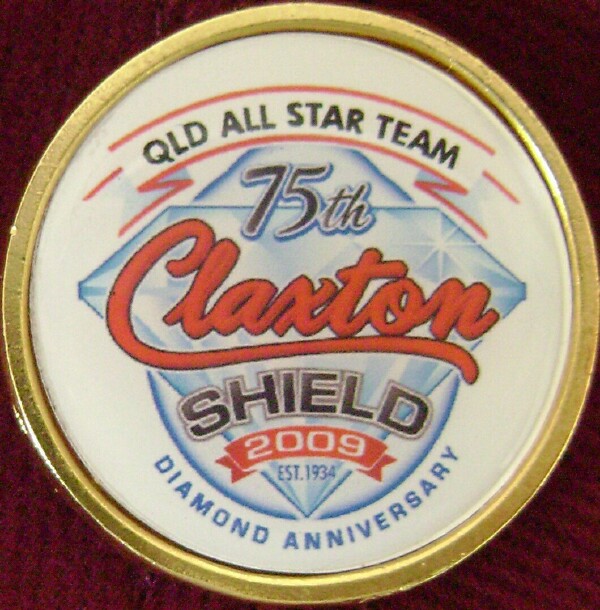 QLD ALL STAR TEAM
75th
Claxton
SHIELD
2009
EST.1934
DIAMOND ANNIVERSARY